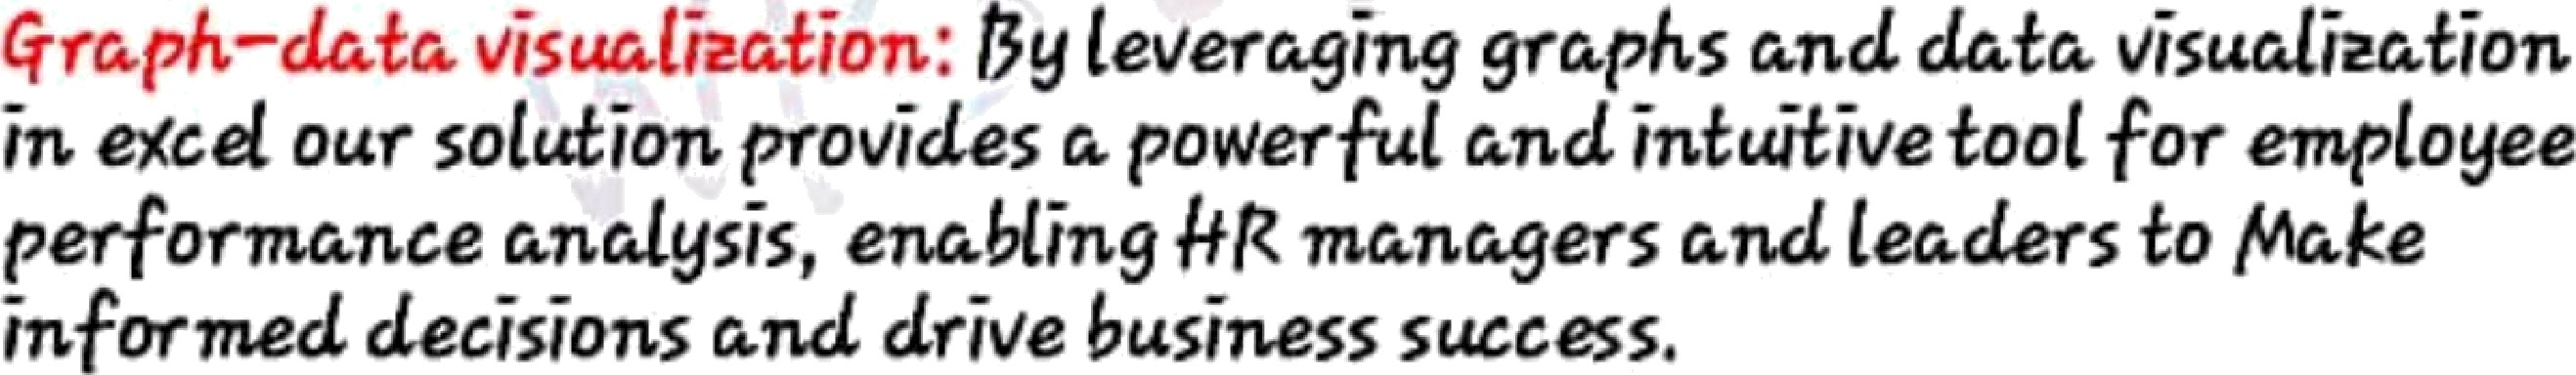 Graph-data visualization: By leveraging graphs and data visualization
in excel our solution provides a powerful and intuitive tool for employee
performance analysis, enabling HR managers and leaders to Make
informed decisions and drive business success.